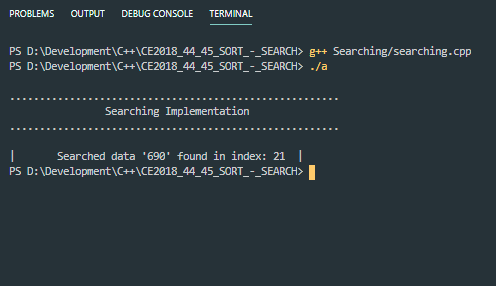 PROBLEMS OUTPUT DEBUG CONSOLE TERMINAL
PS D:\Development\C++\CE2018_44_45_SORT_-_SEARCH> g++ Searching/searching.cpp
PS D:\Development\C++\CE2018_44_45_SORT_-_SEARCH> ./a
.......................................................
Searching Implementation
.......................................................
| Searched data '690' found in index: 21 |
PS D:\Development\C++\CE2018_44_45_SORT_-_SEARCH>